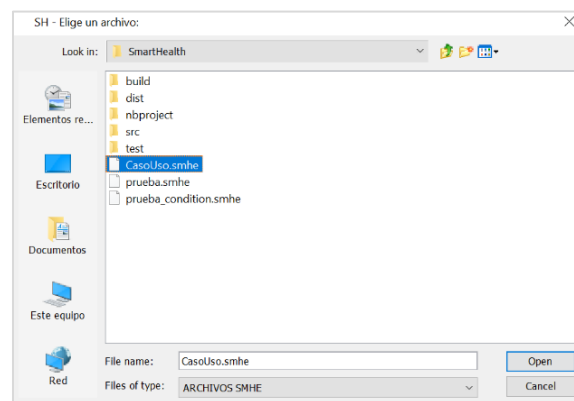 SH - Elige un archivo:
Look in: SmartHealth
build
dist
nbproject
src
test
CasoUso.smhe
prueba.smhe
prueba_condition.smhe
Elementos re...
Escritorio
Documentos
Este equipo
Red
File name: CasoUso.smhe Open
Files of type: ARCHIVOS SMHE Cancel